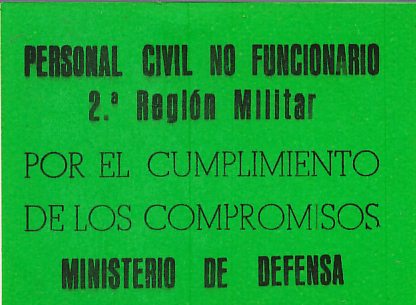 PERSONAL CIVIL NO FUNCIONARIO
2.ª Región Militar
POR EL CUMPLIMIENTO
DE LOS COMPROMISOS
MINISTERIO DE DEFENSA